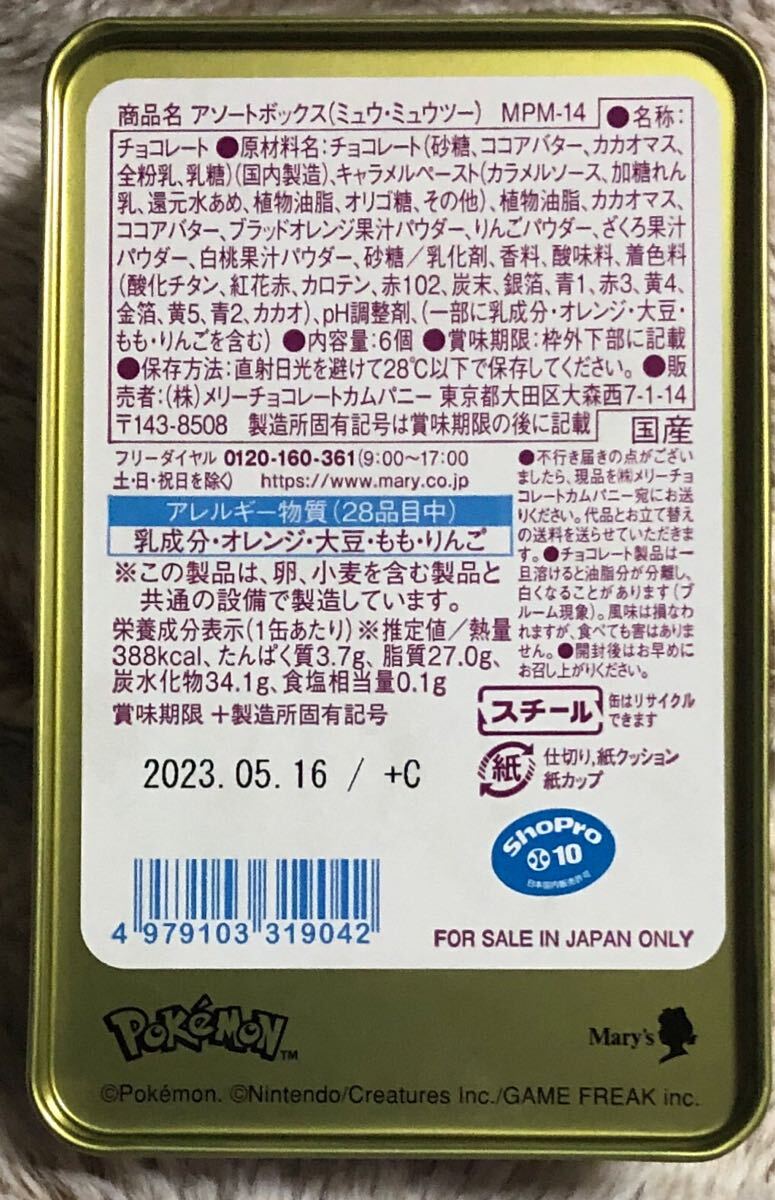 商品名 アソートボックス(ミュウ・ミュウツー) MPM-14 ●名称:
チョコレート ●原材料名:チョコレート(砂糖、ココアバター、カカオマス、
全粉乳、乳糖)(国内製造)、キャラメルペースト(カラメルソース、加糖れん
乳、還元水あめ、植物油脂、オリゴ糖、その他)、植物油脂、カカオマス、
ココアバター、ブラッドオレンジ果汁パウダー、りんごパウダー、ざくろ果汁
パウダー、白桃果汁パウダー、砂糖/乳化剤、香料、酸味料、着色料
(酸化チタン、紅花赤、カロテン、赤102、炭末、銀箔、青1、赤3、黄4、
金箔、黄5、青2、カカオ)、pH調整剤、(一部に乳成分・オレンジ・大豆・
もも・りんごを含む) ●内容量:6個 ●賞味期限:枠外下部に記載
●保存方法:直射日光を避けて28℃以下で保存してください。 ●販
売者:(株)メリーチョコレートカムパニー 東京都大田区大森西7-1-14
〒143-8508 製造所固有記号は賞味期限の後に記載
国産
フリーダイヤル 0120-160-361(9:00〜17:00
土・日・祝日を除く) https://www.mary.co.jp
アレルギー物質(28品目中)
乳成分・オレンジ・大豆・もも・りんご
※この製品は、卵、小麦を含む製品と
共通の設備で製造しています。
栄養成分表示(1缶あたり)※推定値/熱量
388kcal、たんぱく質3.7g、脂質27.0g、
炭水化物34.1g、食塩相当量0.1g
賞味期限 +製造所固有記号
2023.05.16 / +C
●不行き届きの点がござい
ましたら、現品を㈱メリーチョ
コレートカムパニー宛にお送
りください。代品とお立て替え
の送料を送らせていただきま
す。●チョコレート製品は一
旦溶けると油脂分が分離し、
白くなることがあります(ブ
ルーム現象)。風味は損なわ
れますが、食べても害はありま
せん。●開封後はお早めに
お召し上がりください。
スチール
缶はリサイクル
できます
紙
仕切り,紙クッション
紙カップ
ShoPro
10
日本国内販売許可
4 979103 319042
FOR SALE IN JAPAN ONLY
POKéMON TM
Mary's
©Pokémon. ©Nintendo/Creatures Inc./GAME FREAK inc.